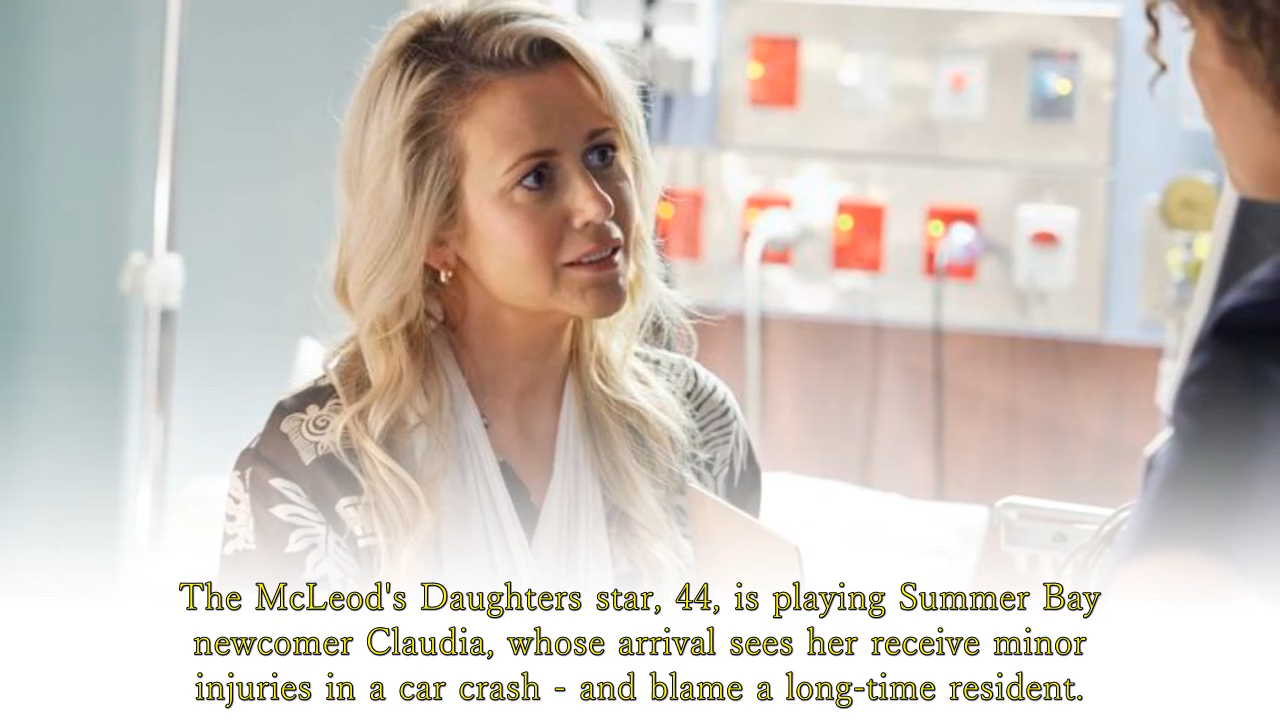 The McLeod's Daughters star, 44, is playing Summer Bay
newcomer Claudia, whose arrival sees her receive minor
injuries in a car crash - and blame a long-time resident.